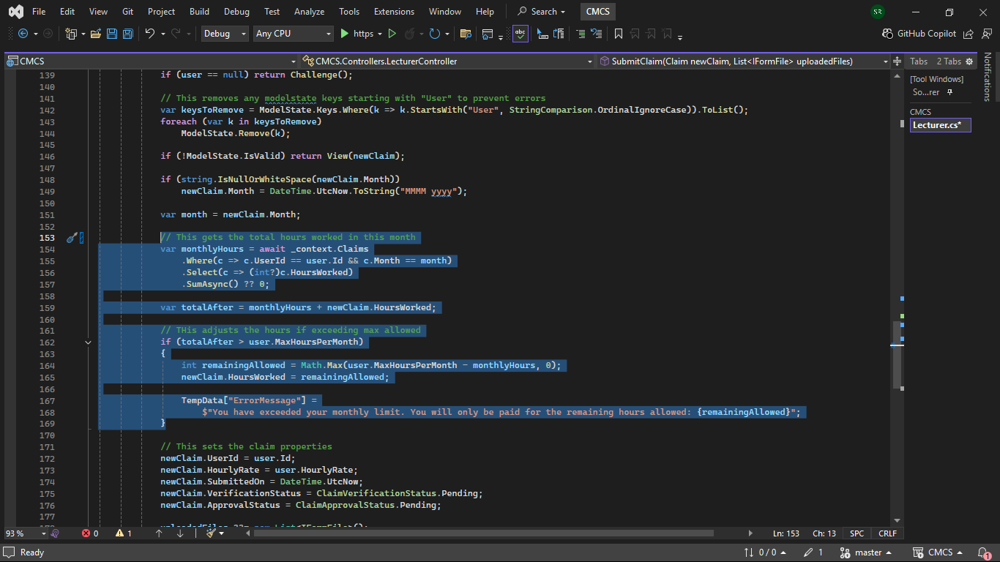 File Edit View Git Project Build Debug Test Analyze Tools Extensions Window Help Search CMCS SR
Debug Any CPU https abc GitHub Copilot
CMCS CMCS.Controllers.LecturerController SubmitClaim(Claim newClaim, List<IFormFile> uploadedFiles) Tabs 2 Tabs
Notifications
[Tool Windows]
So...rer
CMCS
Lecturer.cs*
139 if (user == null) return Challenge();
140
141 // This removes any modelstate keys starting with "User" to prevent errors
142 var keysToRemove = ModelState.Keys.Where(k => k.StartsWith("User", StringComparison.OrdinalIgnoreCase)).ToList();
143 foreach (var k in keysToRemove)
144 ModelState.Remove(k);
145
146 if (!ModelState.IsValid) return View(newClaim);
147
148 if (string.IsNullOrWhiteSpace(newClaim.Month))
149 newClaim.Month = DateTime.UtcNow.ToString("MMMM yyyy");
150
151 var month = newClaim.Month;
152
153 // This gets the total hours worked in this month
154 var monthlyHours = await _context.Claims
155 .Where(c => c.UserId == user.Id && c.Month == month)
156 .Select(c => (int?)c.HoursWorked)
157 .SumAsync() ?? 0;
158
159 var totalAfter = monthlyHours + newClaim.HoursWorked;
160
161 // THis adjusts the hours if exceeding max allowed
162 if (totalAfter > user.MaxHoursPerMonth)
163 {
164 int remainingAllowed = Math.Max(user.MaxHoursPerMonth - monthlyHours, 0);
165 newClaim.HoursWorked = remainingAllowed;
166
167 TempData["ErrorMessage"] =
168 $"You have exceeded your monthly limit. You will only be paid for the remaining hours allowed: {remainingAllowed}";
169 }
170
171 // This sets the claim properties
172 newClaim.UserId = user.Id;
173 newClaim.HourlyRate = user.HourlyRate;
174 newClaim.SubmittedOn = DateTime.UtcNow;
175 newClaim.VerificationStatus = ClaimVerificationStatus.Pending;
176 newClaim.ApprovalStatus = ClaimApprovalStatus.Pending;
177
93 % 0 1 Ln: 153 Ch: 13 SPC CRLF
Ready 0 / 0 1 master CMCS 1